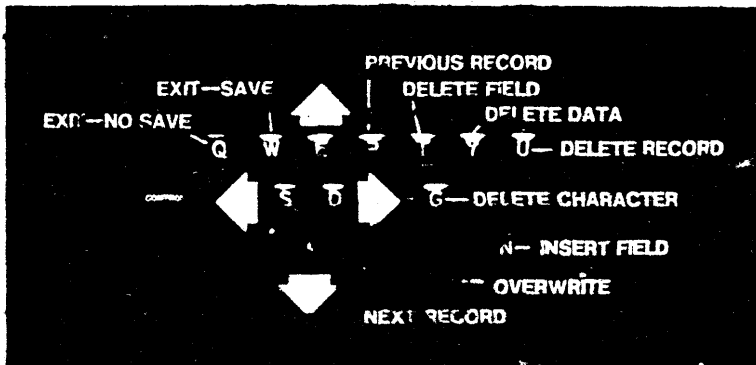 PREVIOUS RECORD
EXIT—SAVE
DELETE FIELD
EXIT—NO SAVE
DELETE DATA
Q W E T Y U— DELETE RECORD
CONTROL
S D G— DELETE CHARACTER
N— INSERT FIELD
OVERWRITE
NEXT RECORD